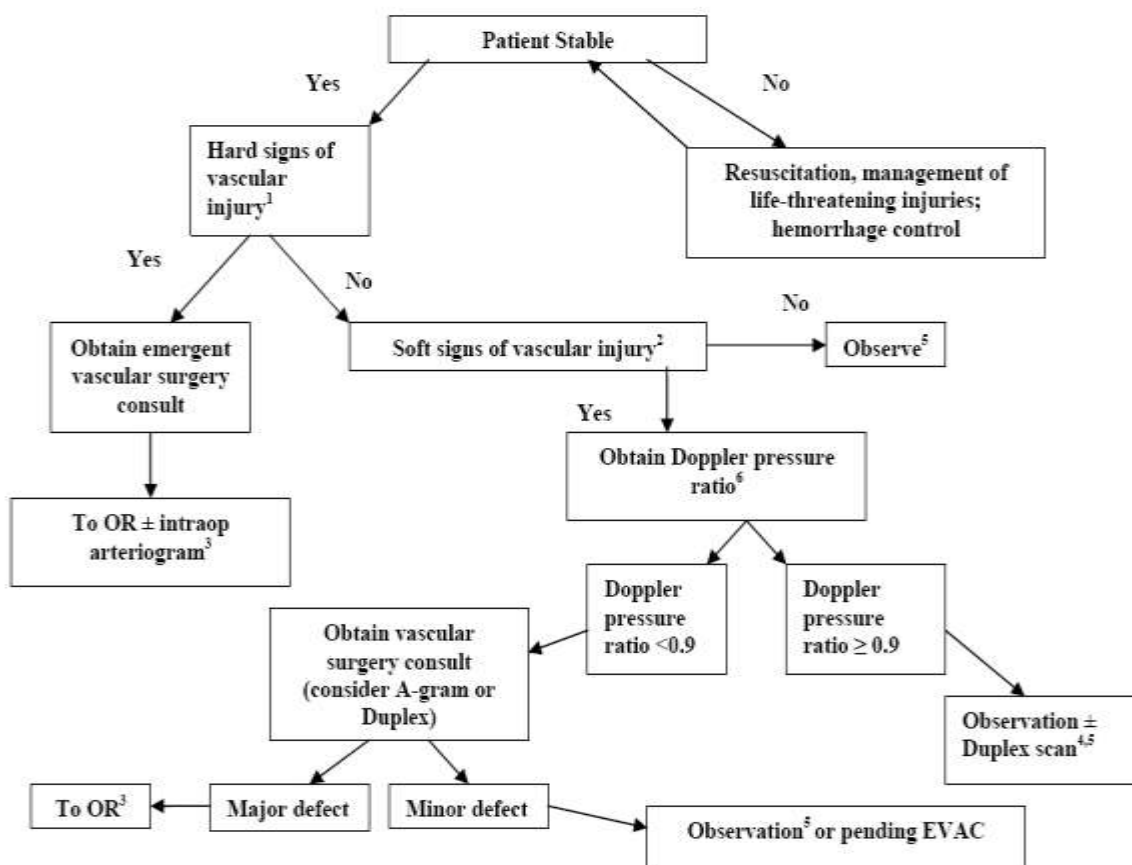 Patient Stable
Yes
No
Hard signs of
vascular
injury1
Resuscitation, management of
life-threatening injuries;
hemorrhage control
Yes
No
No
Obtain emergent
vascular surgery
consult
Soft signs of vascular injury2
Observe5
Yes
Obtain Doppler pressure
ratio6
To OR ± intraop
arteriogram3
Doppler
pressure
ratio <0.9
Doppler
pressure
ratio ≥ 0.9
Obtain vascular
surgery consult
(consider A-gram or
Duplex)
Observation ±
Duplex scan4,5
To OR3
Major defect
Minor defect
Observation5 or pending EVAC